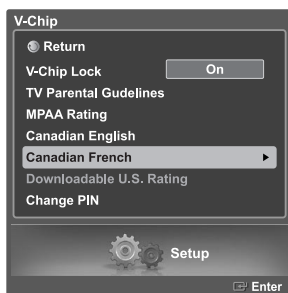 V-Chip
Return
V-Chip Lock On
TV Parental Gudelines
MPAA Rating
Canadian English
Canadian French
Downloadable U.S. Rating
Change PIN
Setup
Enter